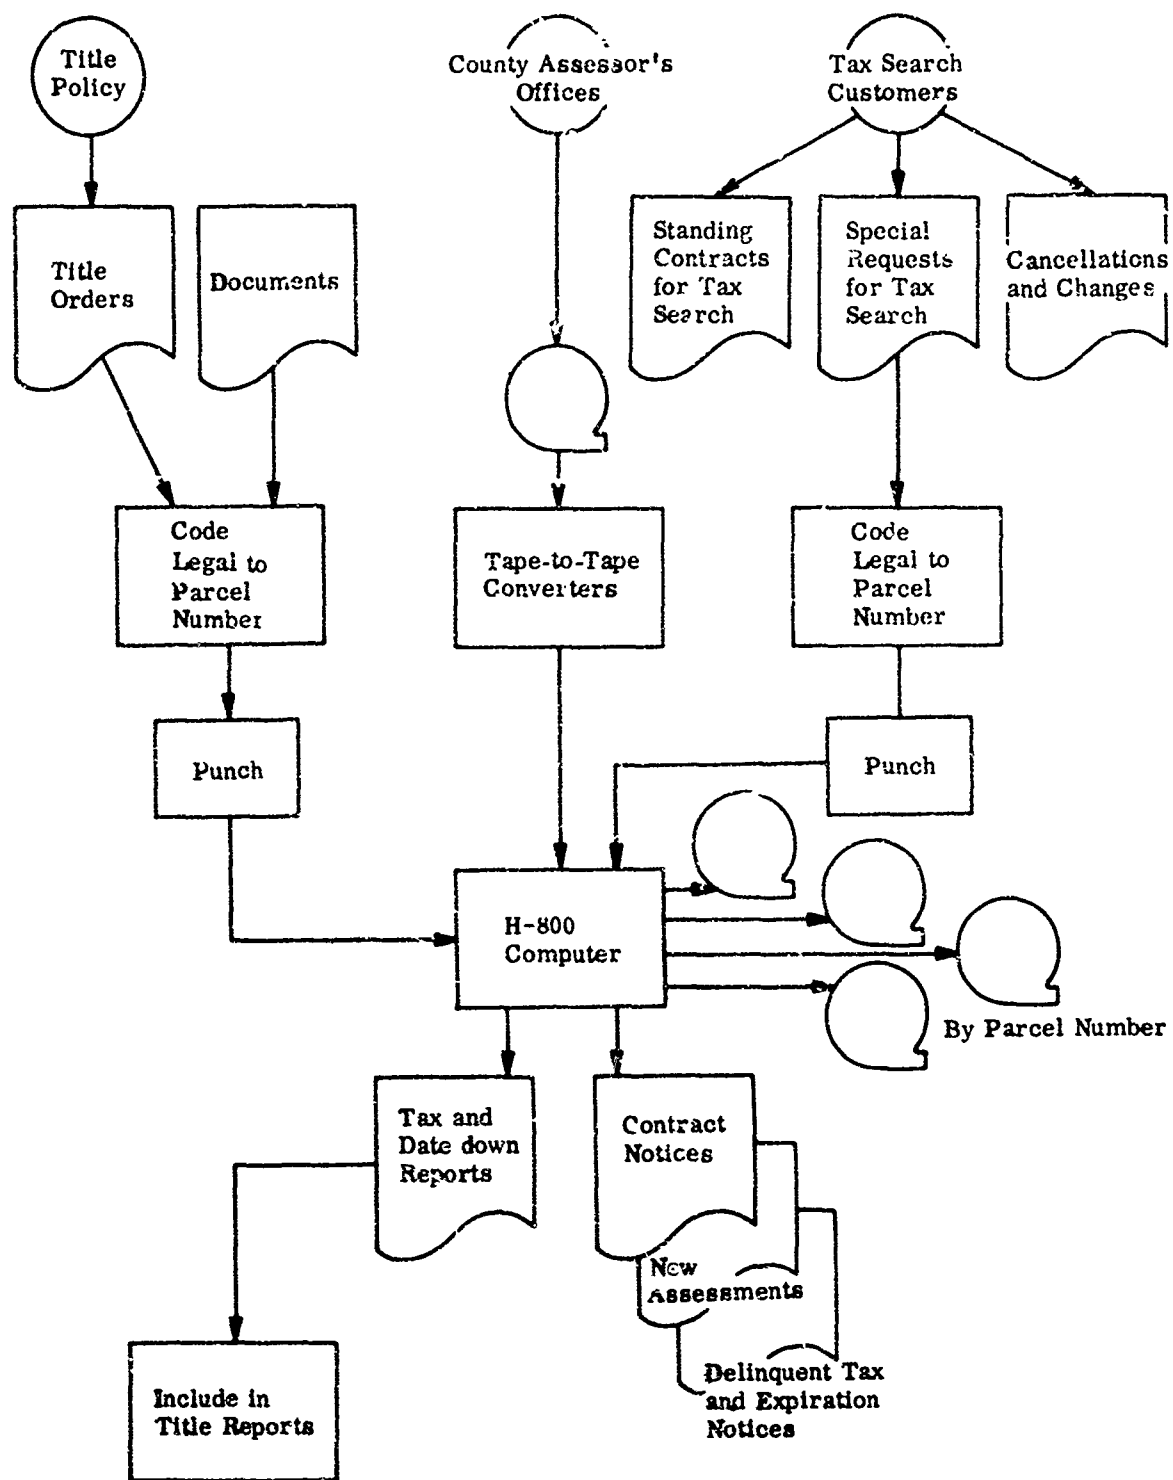 Title
Policy
County Assessor's
Offices
Tax Search
Customers
Title
Orders
Documents
Standing
Contracts
for Tax
Search
Special
Requests
for Tax
Search
Cancellations
and Changes
Code
Legal to
Parcel
Number
Tape-to-Tape
Converters
Code
Legal to
Parcel
Number
Punch
Punch
H-800
Computer
By Parcel Number
Tax and
Date down
Reports
Contract
Notices
New
Assessments
Delinquent Tax
and Expiration
Notices
Include in
Title Reports